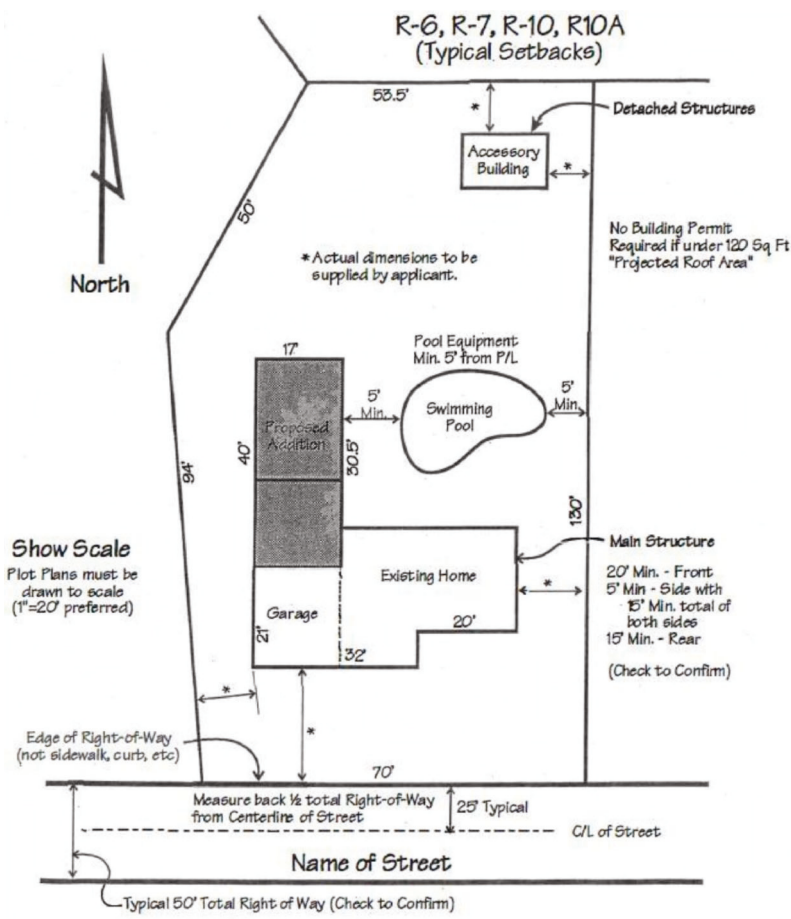 R-6, R-7, R-10, R10A
(Typical Setbacks)
53.5'
*
Detached Structures
Accessory
Building
*
50'
No Building Permit
Required if under 120 Sq Ft
"Projected Roof Area"
* Actual dimensions to be
supplied by applicant.
North
17'
Pool Equipment
Min. 5' from P/L
5'
Min.
Swimming
Pool
5'
Min.
Proposed
Addition
40'
30.5'
94'
130'
Show Scale
Plot Plans must be
drawn to scale
(1"=20' preferred)
Main Structure
20' Min. - Front
5' Min - Side with
15' Min. total of
both sides
15' Min. - Rear
(Check to Confirm)
Existing Home
*
Garage
21'
20'
32'
*
*
Edge of Right-of-Way
(not sidewalk, curb, etc)
70'
Measure back ½ total Right-of-Way
from Centerline of Street
25' Typical
C/L of Street
Name of Street
Typical 50' Total Right of Way (Check to Confirm)